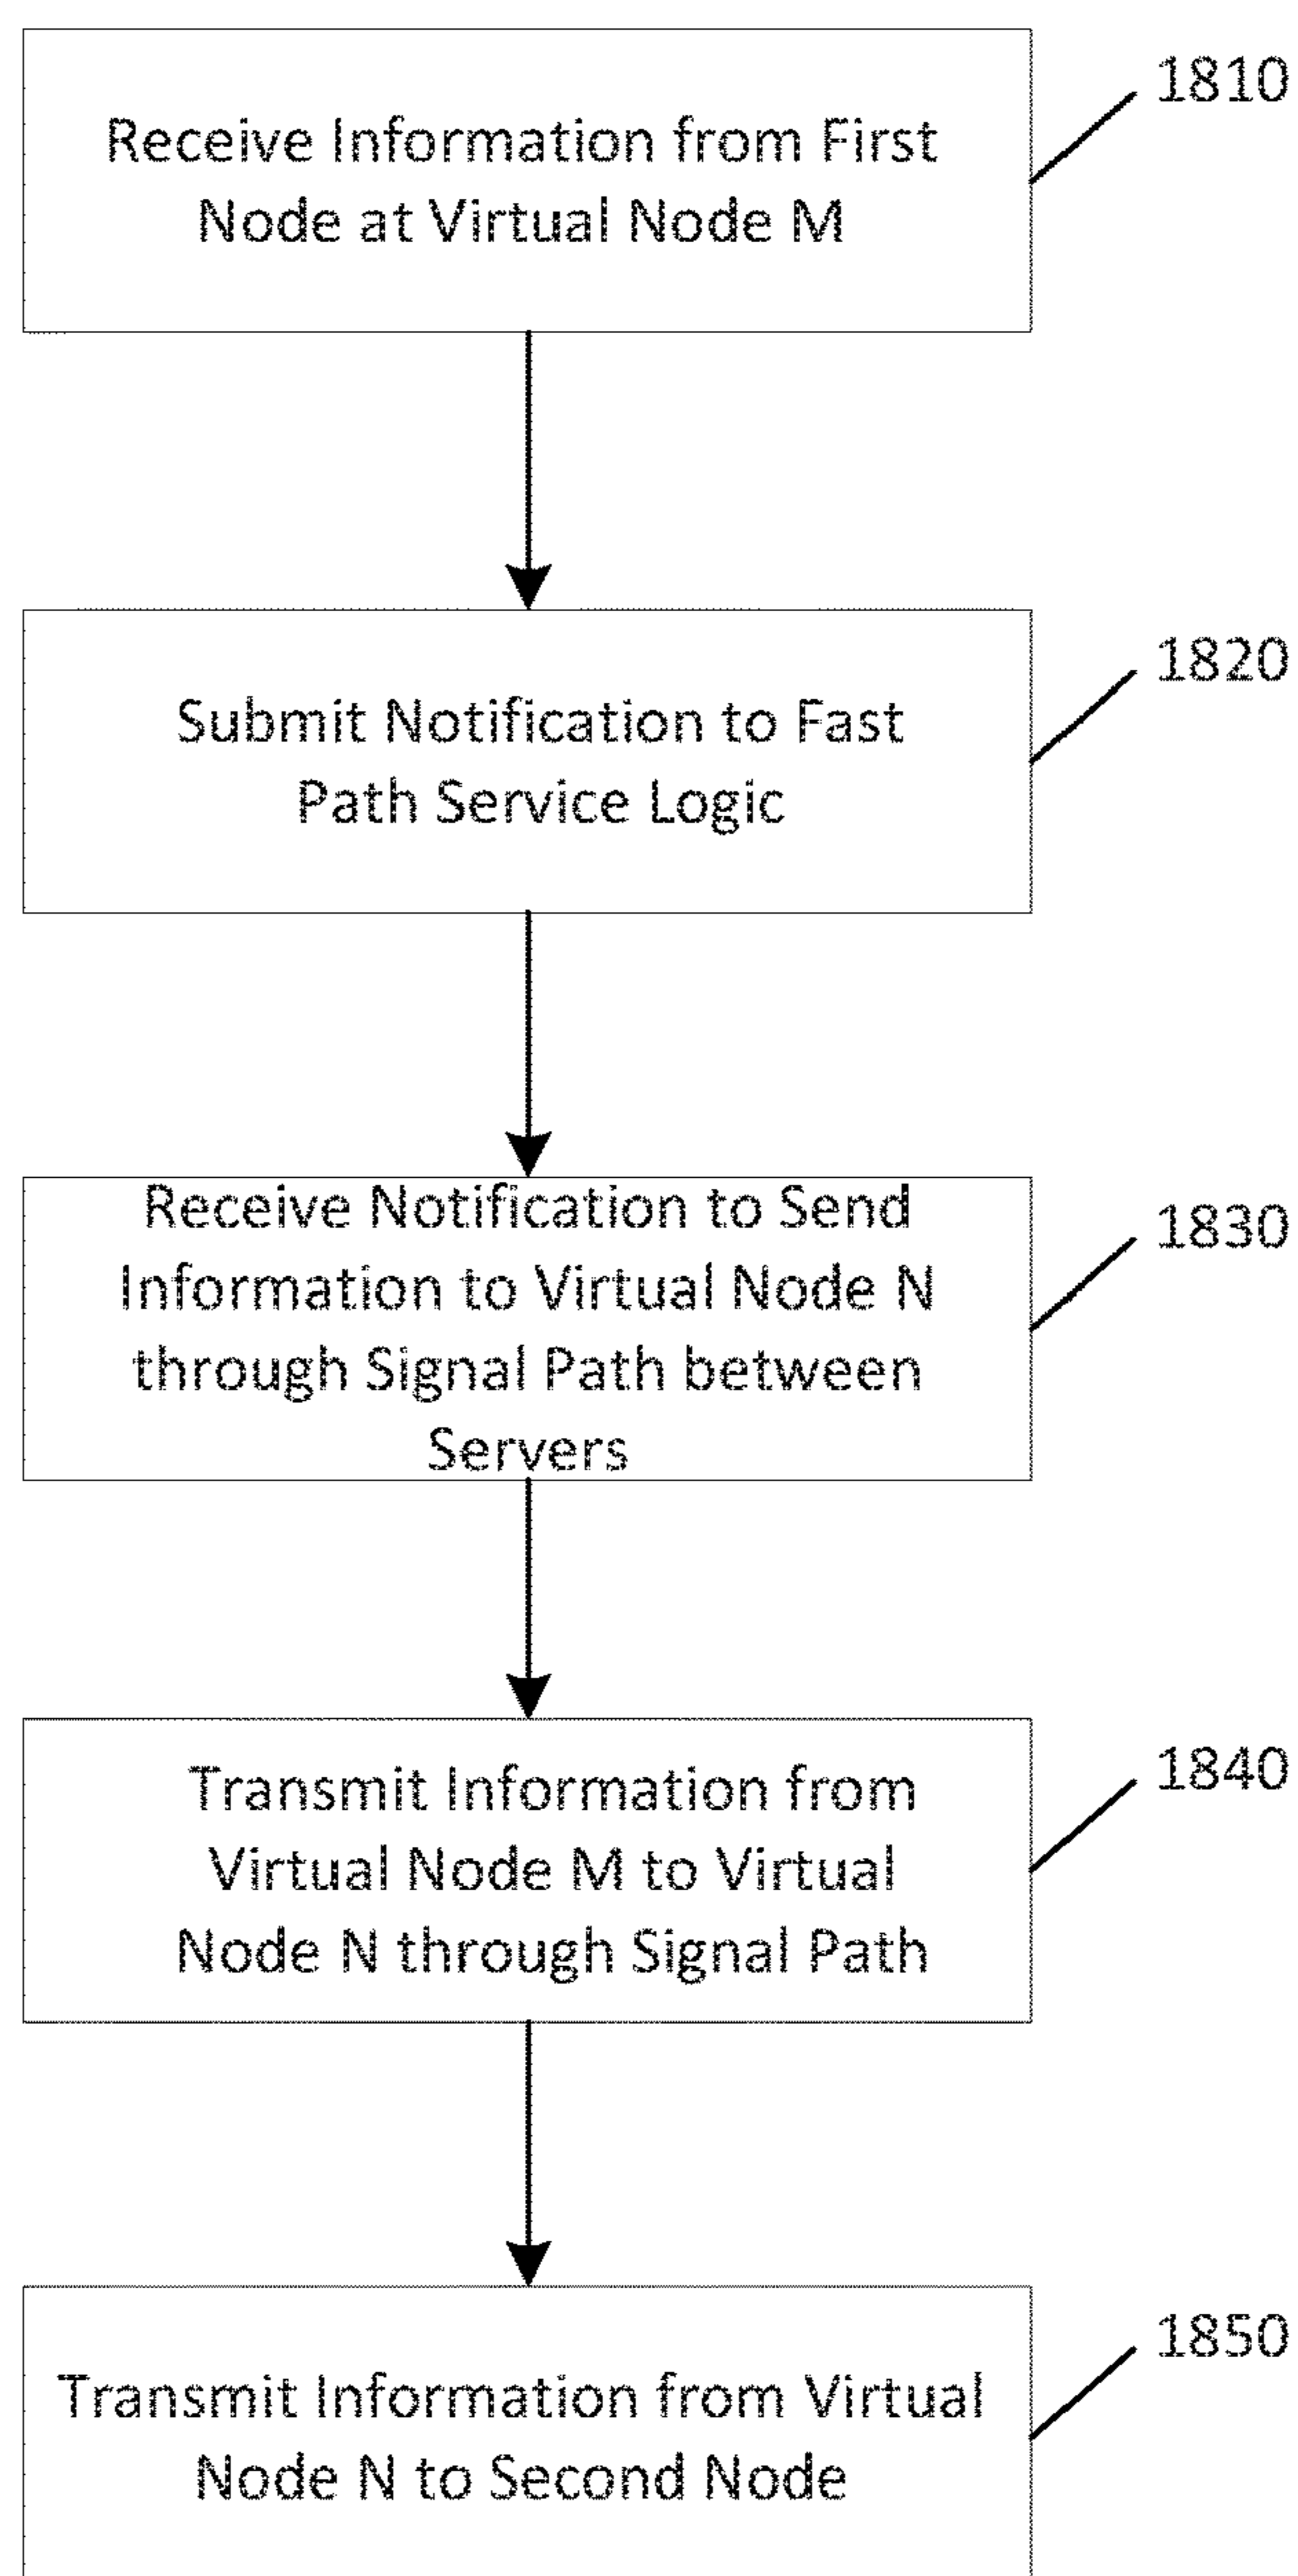 Receive Information from First
Node at Virtual Node M
1810
Submit Notification to Fast
Path Service Logic
1820
Receive Notification to Send
Information to Virtual Node N
through Signal Path between
Servers
1830
Transmit Information from
Virtual Node M to Virtual
Node N through Signal Path
1840
Transmit Information from Virtual
Node N to Second Node
1850